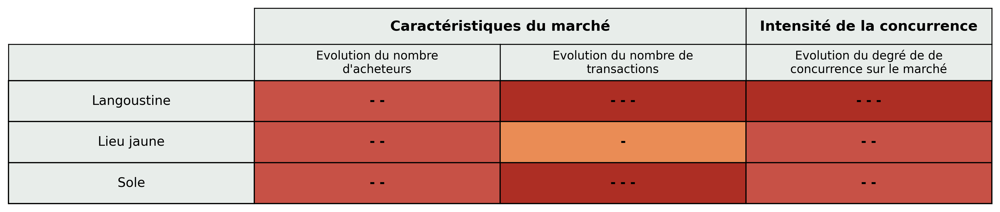 Caractéristiques du marché
Intensité de la concurrence
Evolution du nombre
d'acheteurs
Evolution du nombre de
transactions
Evolution du degré de de
concurrence sur le marché
Langoustine
- -
- - -
- - -
Lieu jaune
- -
-
- -
Sole
- -
- - -
- -